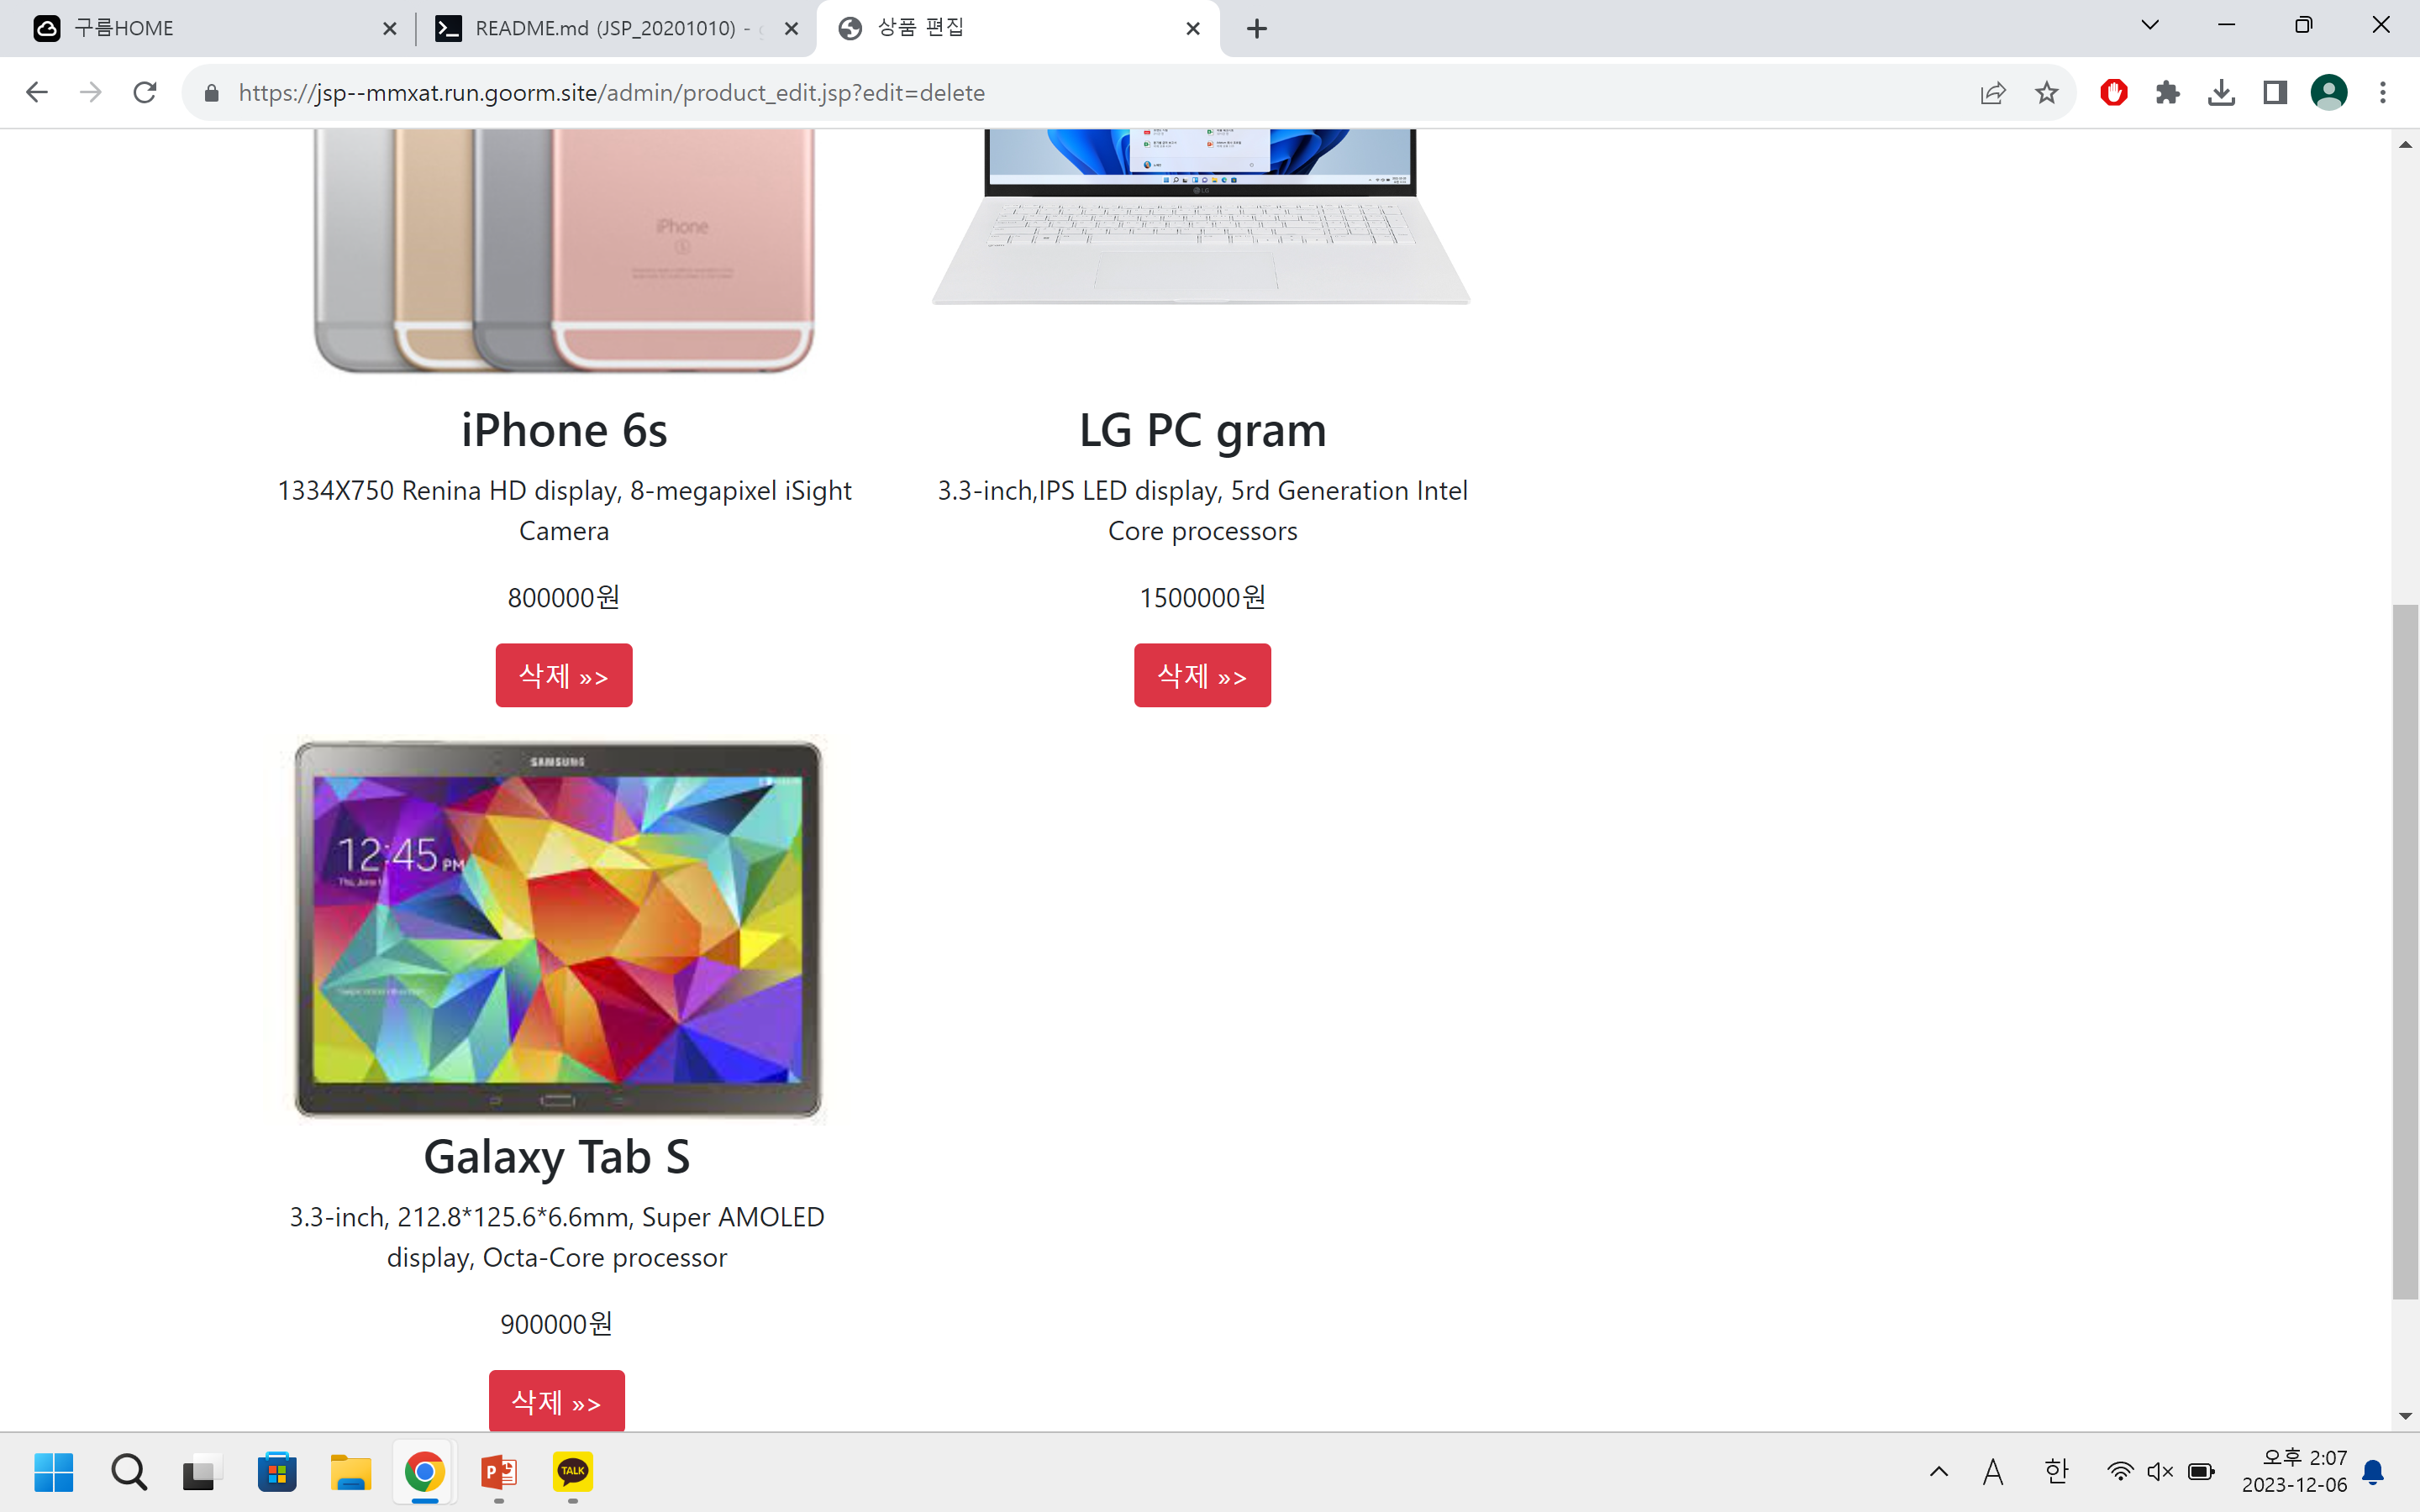 구름HOME
README.md (JSP_20201010) -
상품 편집
https://jsp--mmxat.run.goorm.site/admin/product_edit.jsp?edit=delete
iPhone
S
LG
iPhone 6s
LG PC gram
1334X750 Renina HD display, 8-megapixel iSight
Camera
3.3-inch,IPS LED display, 5rd Generation Intel
Core processors
800000원
1500000원
삭제 »>
삭제 »>
SAMSUNG
12:45 PM
Galaxy Tab S
3.3-inch, 212.8*125.6*6.6mm, Super AMOLED
display, Octa-Core processor
900000원
삭제 »>
P
TALK
A
한
오후 2:07
2023-12-06